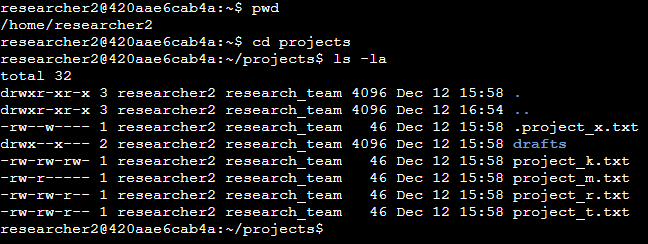 researcher2@420aae6cab4a:~$ pwd
/home/researcher2
researcher2@420aae6cab4a:~$ cd projects
researcher2@420aae6cab4a:~/projects$ ls -la
total 32
drwxr-xr-x 3 researcher2 research_team 4096 Dec 12 15:58 .
drwxr-xr-x 3 researcher2 research_team 4096 Dec 12 16:54 ..
-rw--w---- 1 researcher2 research_team   46 Dec 12 15:58 .project_x.txt
drwx--x--- 2 researcher2 research_team 4096 Dec 12 15:58 drafts
-rw-rw-rw- 1 researcher2 research_team   46 Dec 12 15:58 project_k.txt
-rw-r----- 1 researcher2 research_team   46 Dec 12 15:58 project_m.txt
-rw-rw-r-- 1 researcher2 research_team   46 Dec 12 15:58 project_r.txt
-rw-rw-r-- 1 researcher2 research_team   46 Dec 12 15:58 project_t.txt
researcher2@420aae6cab4a:~/projects$